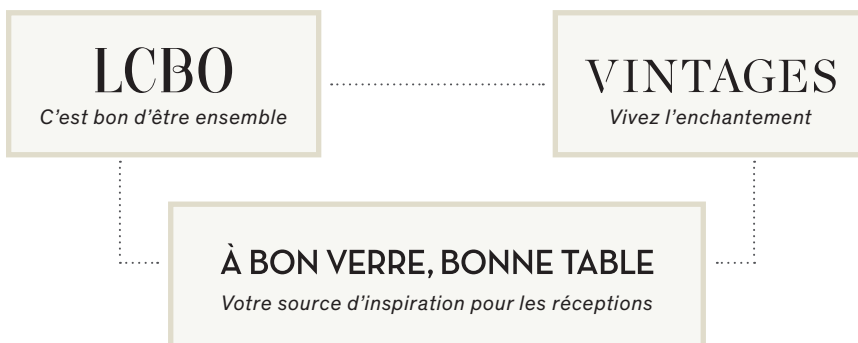 LCBO
C'est bon d'être ensemble
VINTAGES
Vivez l'enchantement
À BON VERRE, BONNE TABLE
Votre source d'inspiration pour les réceptions